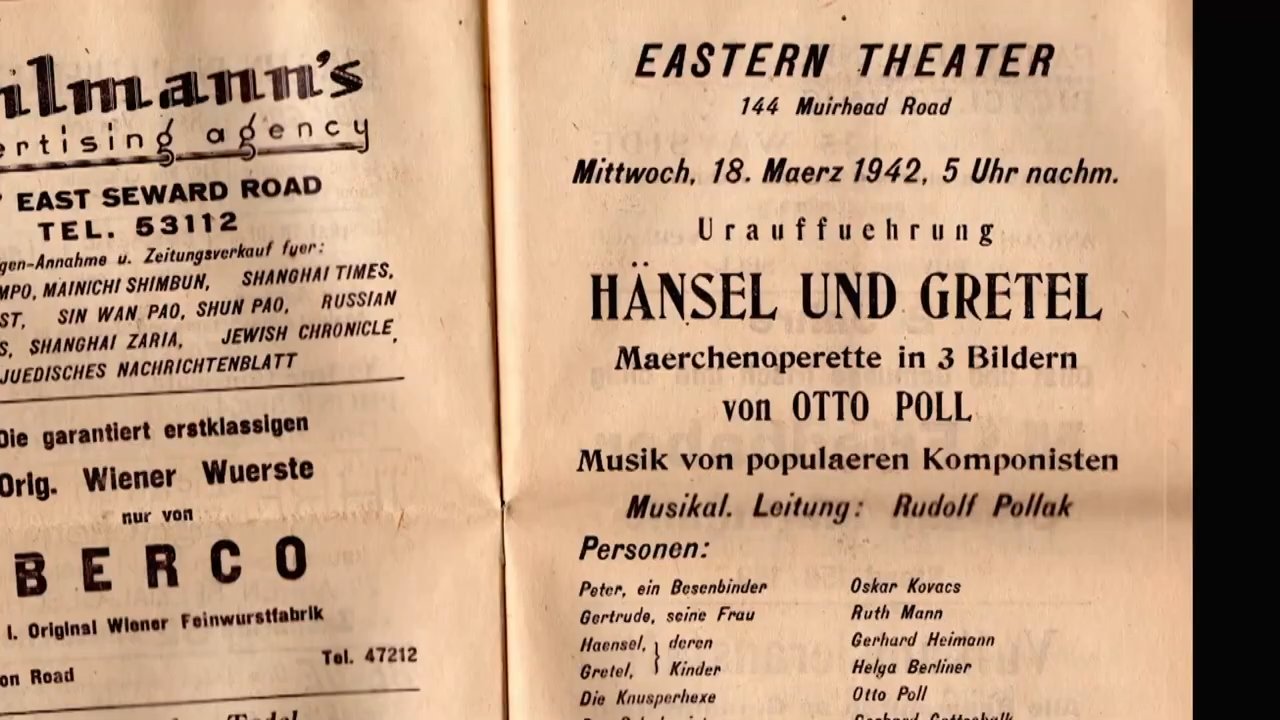 ilmann's
ertising agency
EAST SEWARD ROAD
TEL. 53112
gen-Annahme u. Zeitungsverkauf fuer:
MPO, MAINICHI SHIMBUN, SHANGHAI TIMES,
ST, SIN WAN PAO, SHUN PAO, RUSSIAN
S, SHANGHAI ZARIA, JEWISH CHRONICLE,
JUEDISCHES NACHRICHTENBLATT
Die garantiert erstklassigen
Orig. Wiener Wuerste
nur von
BERCO
I. Original Wiener Feinwurstfabrik
on Road Tel. 47212
EASTERN THEATER
144 Muirhead Road
Mittwoch, 18. Maerz 1942, 5 Uhr nachm.
Urauffuehrung
HÄNSEL UND GRETEL
Maerchenoperette in 3 Bildern
von OTTO POLL
Musik von populaeren Komponisten
Musikal. Leitung: Rudolf Pollak
Personen:
Peter, ein Besenbinder Oskar Kovacs
Gertrude, seine Frau Ruth Mann
Haensel, } deren Gerhard Heimann
Gretel, } Kinder Helga Berliner
Die Knusperhexe Otto Poll